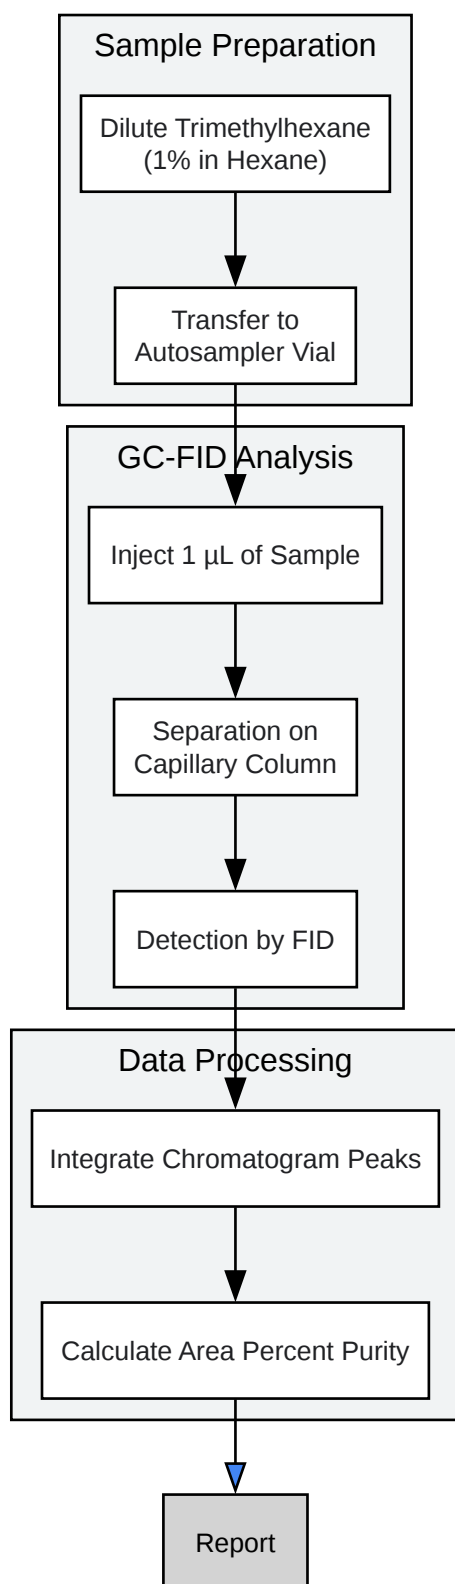 Sample Preparation
Dilute Trimethylhexane
(1% in Hexane)
Transfer to
Autosampler Vial
GC-FID Analysis
Inject 1 µL of Sample
Separation on
Capillary Column
Detection by FID
Data Processing
Integrate Chromatogram Peaks
Calculate Area Percent Purity
Report